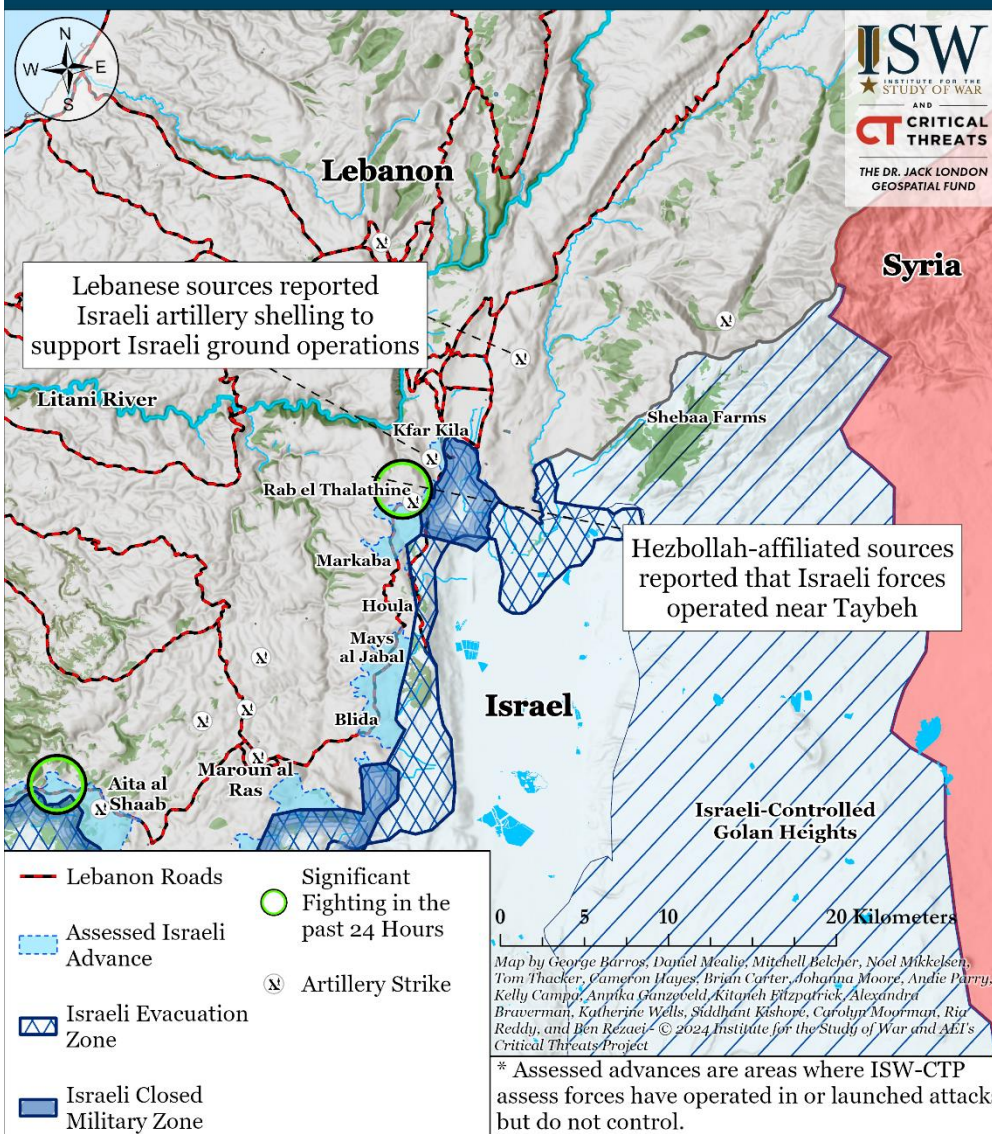 N
W E
S
ISW
INSTITUTE FOR THE
STUDY OF WAR
AND
CT CRITICAL
THREATS
THE DR. JACK LONDON
GEOSPATIAL FUND
Lebanon
Syria
Lebanese sources reported
Israeli artillery shelling to
support Israeli ground operations
Litani River
Kfar Kila
Shebaa Farms
Rab el Thalathine
Hezbollah-affiliated sources
reported that Israeli forces
operated near Taybeh
Markaba
Houla
Mays
al Jabal
Israel
Blida
Maroun al
Ras
Aita al
Shaab
Israeli-Controlled
Golan Heights
Lebanon Roads
Assessed Israeli
Advance
Israeli Evacuation
Zone
Israeli Closed
Military Zone
Significant
Fighting in the
past 24 Hours
Artillery Strike
0 5 10 20 Kilometers
Map by George Barros, Daniel Mealie, Mitchell Belcher, Noel Mikkelsen,
Tom Thacker, Cameron Hayes, Brian Carter, Johanna Moore, Andie Parry,
Kelly Campa, Annika Ganzeveld, Kitaneh Fitzpatrick, Alexandra
Braverman, Katherine Wells, Siddhant Kishore, Carolyn Moorman, Ria
Reddy, and Ben Rezaei - © 2024 Institute for the Study of War and AEI's
Critical Threats Project
* Assessed advances are areas where ISW-CTP
assess forces have operated in or launched attacks
but do not control.